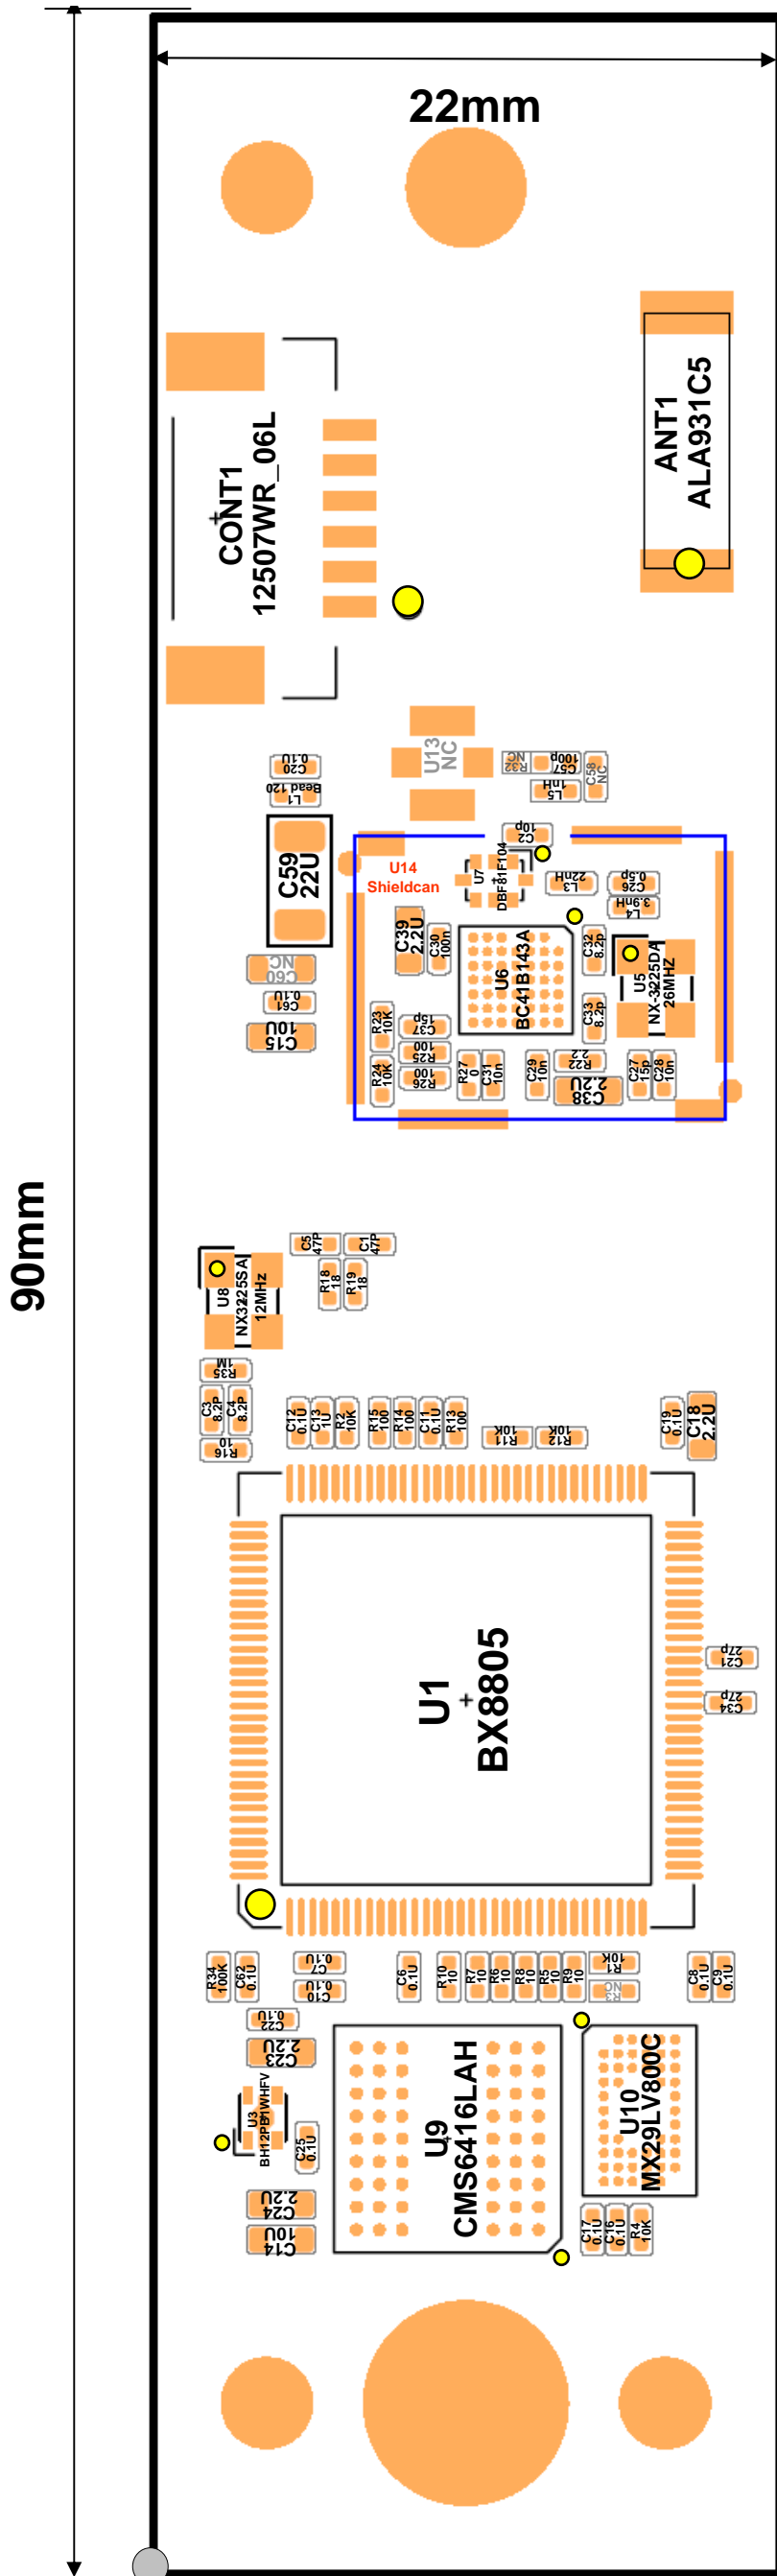 22mm
90mm
CONT1
12507WR_06L
ANT1
ALA931C5
U13
NC
R32
NC
C57
100p
C58
NC
L5
1nH
C20
0.1U
L1
Bead 120
C59
22U
C60
NC
C61
0.1U
C15
10U
C2
10p
U14
Shieldcan
U7
DBF81F104
L3
22nH
C26
0.5p
L4
3.9nH
C39
2.2U
C30
100n
U6
BC41B143A
C32
8.2p
C33
8.2p
U5
NX-3225DA
26MHZ
R23
10K
R24
10K
C37
15p
R25
100
R26
100
R27
0
C31
10n
C29
10n
R22
2.2
C38
2.2U
C27
15p
C28
10n
C5
47P
C1
47P
R18
18
R19
18
U8
NX3225SA
12MHz
R35
1M
C3
8.2P
C4
8.2P
R16
10
C12
0.1U
C13
1U
R2
10K
R15
100
R14
100
C11
0.1U
R13
100
R11
10K
R12
10K
C19
0.1U
C18
2.2U
U1
BX8805
C21
27p
C34
27p
R34
100K
C62
0.1U
C7
0.1U
C10
0.1U
C6
0.1U
R10
10
R7
10
R6
10
R8
10
R5
10
R9
10
R1
10K
R3
NC
C8
0.1U
C9
0.1U
C22
0.1U
C23
2.2U
U3
BH12PB1WHFV
C25
0.1U
C24
2.2U
C14
10U
U9
CMS6416LAH
U10
MX29LV800C
C17
0.1U
C16
0.1U
R4
10K